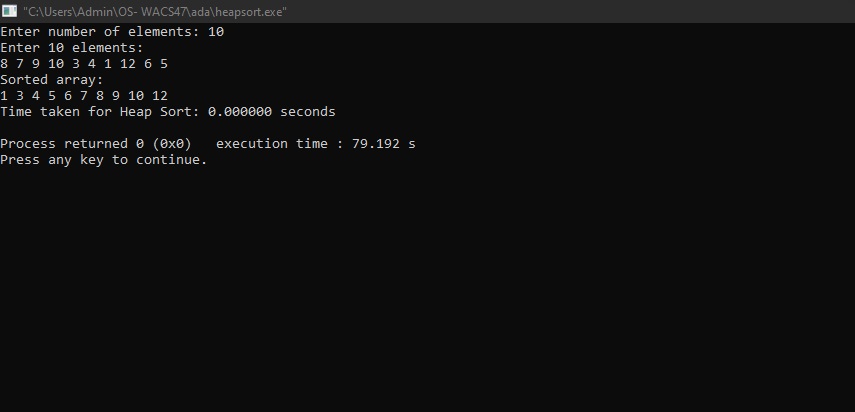 "C:\Users\Admin\OS- WACS47\ada\heapsort.exe"
Enter number of elements: 10
Enter 10 elements:
8 7 9 10 3 4 1 12 6 5
Sorted array:
1 3 4 5 6 7 8 9 10 12
Time taken for Heap Sort: 0.000000 seconds
Process returned 0 (0x0)   execution time : 79.192 s
Press any key to continue.